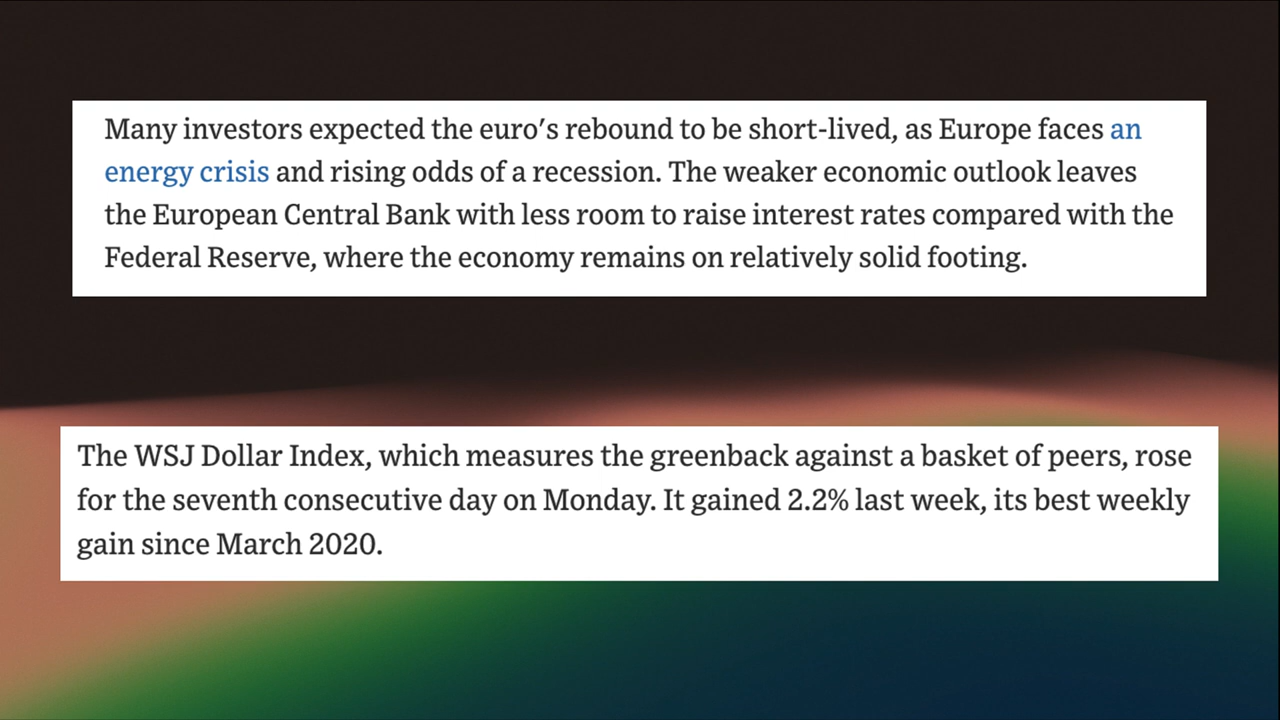 Many investors expected the euro's rebound to be short-lived, as Europe faces an
energy crisis and rising odds of a recession. The weaker economic outlook leaves
the European Central Bank with less room to raise interest rates compared with the
Federal Reserve, where the economy remains on relatively solid footing.
The WSJ Dollar Index, which measures the greenback against a basket of peers, rose
for the seventh consecutive day on Monday. It gained 2.2% last week, its best weekly
gain since March 2020.